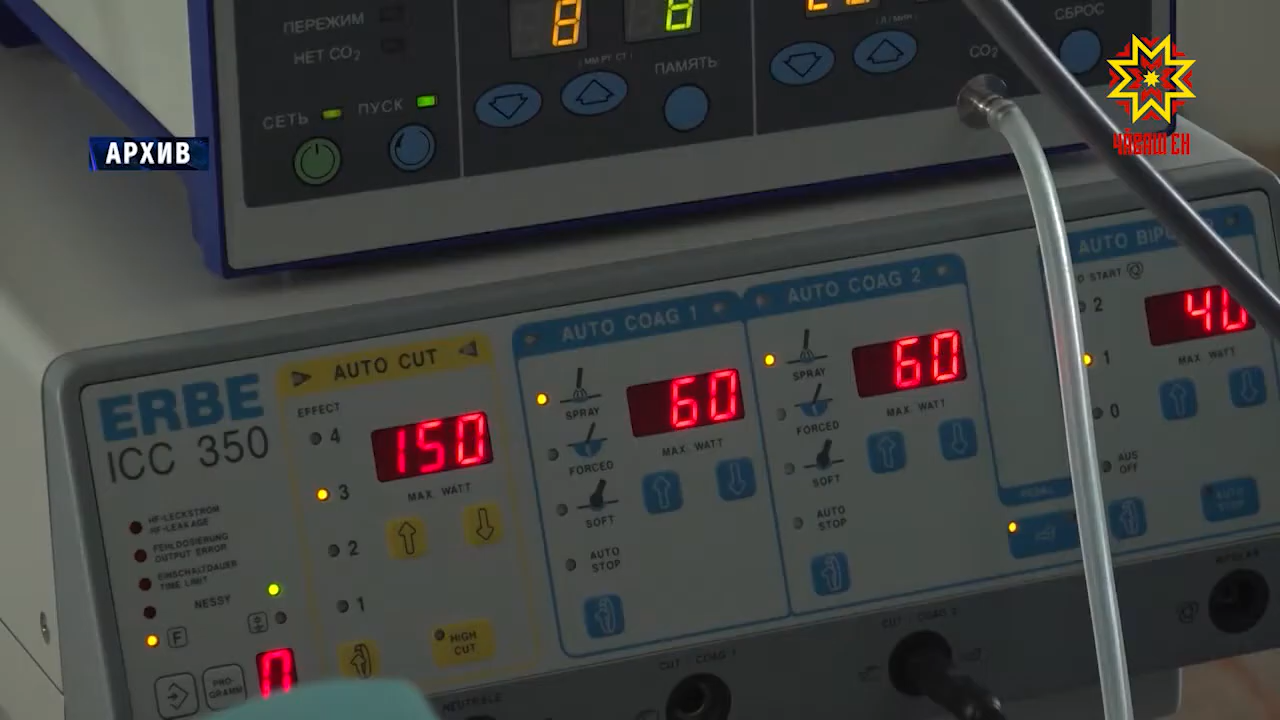 ПЕРЕЖИМ
НЕТ CO2
СЕТЬ
ПУСК
8
8
( ММ РТ СТ )
ПАМЯТЬ
( Л / МИН )
CO2
СБРОС
АРХИВ
ЧӐВАШ ЕН
ERBE
ICC 350
HF-LECKSTROM
HF-LEAKAGE
FEHLDOSIERUNG
OUTPUT ERROR
EINSCHALTDAUER
TIME LIMIT
NESSY
F
PRO-
GRAMM
AUTO CUT
EFFECT
4
3
2
1
150
MAX. WATT
HIGH
CUT
AUTO COAG 1
SPRAY
FORCED
SOFT
AUTO
STOP
60
MAX. WATT
AUTO COAG 2
SPRAY
FORCED
SOFT
AUTO
STOP
60
MAX. WATT
AUTO
START
2
1
0
AUS
OFF
40
MAX. WATT
AUTO
STOP
NEUTRALE
CUT COAG 1
CUT COAG 2
BIPOLAR